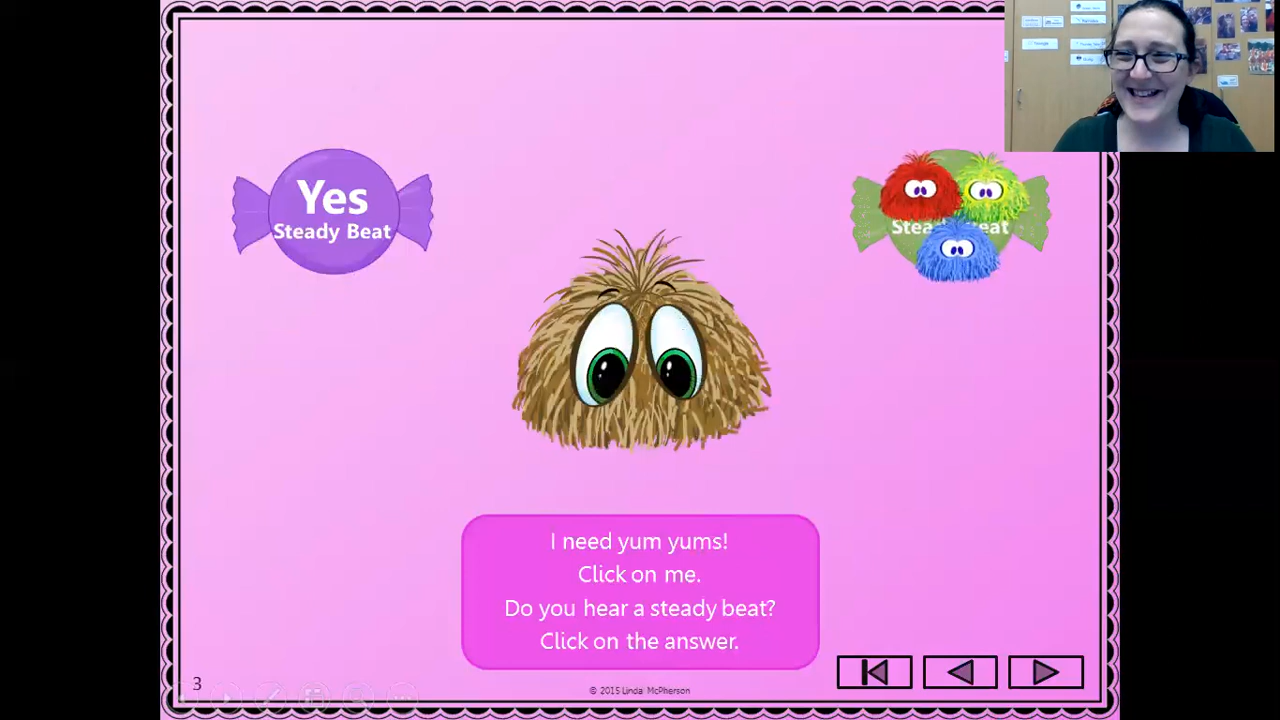 Yes
Steady Beat
I need yum yums!
Click on me.
Do you hear a steady beat?
Click on the answer.
3
© 2015 Linda McPherson